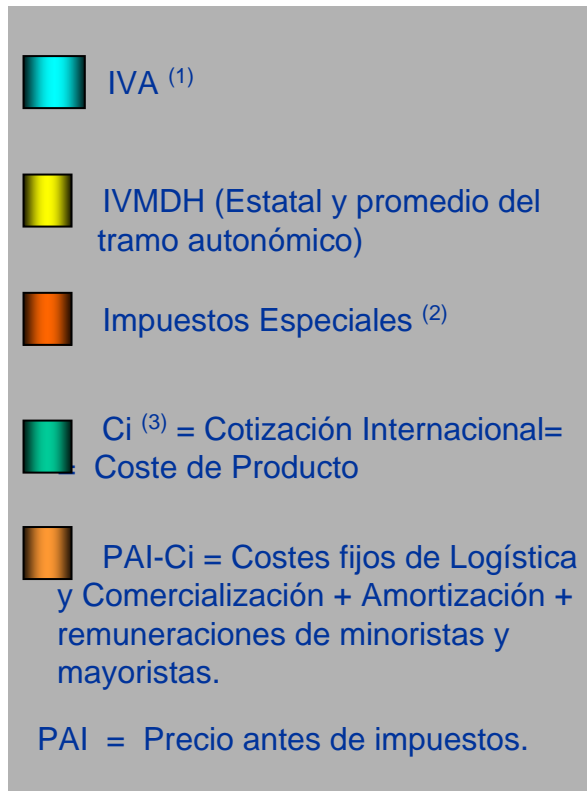 IVA (1)
IVMDH (Estatal y promedio del
tramo autonómico)
Impuestos Especiales (2)
Ci (3) = Cotización Internacional=
= Coste de Producto
PAI-Ci = Costes fijos de Logística
y Comercialización + Amortización +
remuneraciones de minoristas y
mayoristas.
PAI = Precio antes de impuestos.